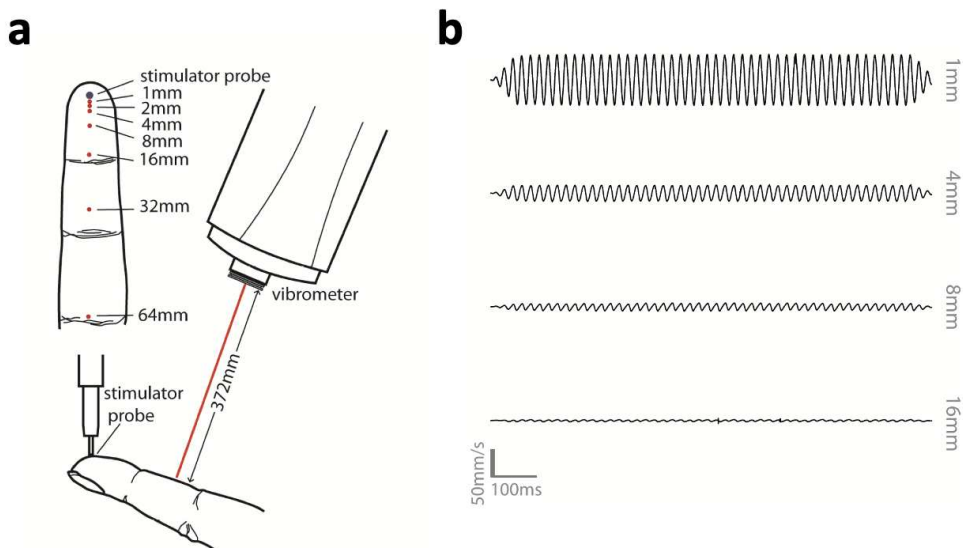 a
stimulator probe
1mm
2mm
4mm
8mm
16mm
32mm
64mm
vibrometer
372mm
stimulator
probe
b
1mm
4mm
8mm
16mm
50mm/s
100ms